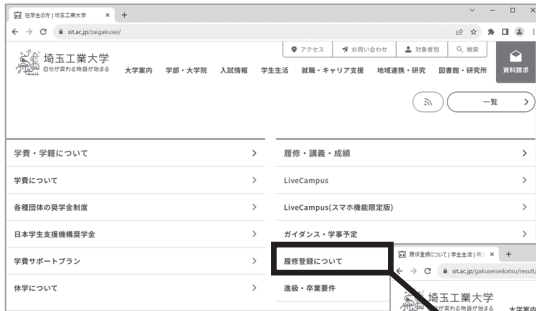 在学生の方 | 埼玉工業大学
sit.ac.jp/zaigakusei/
アクセス
お問い合わせ
対象者別
検索
埼玉工業大学
自分が変わる物語が始まる
大学案内
学部・大学院
入試情報
学生生活
就職・キャリア支援
地域連携・研究
図書館・研究所
資料請求
一覧
学費・学籍について
履修・講義・成績
学費について
LiveCampus
各種団体の奨学金制度
LiveCampus(スマホ機能限定版)
日本学生支援機構奨学金
ガイダンス・学事予定
学費サポートプラン
履修登録について
休学について
進級・卒業要件
履修登録について | 学生生活 | 埼
sit.ac.jp/gakuseiseikatsu/result/
埼玉工業大学
が変わる物語が始まる
大学案内